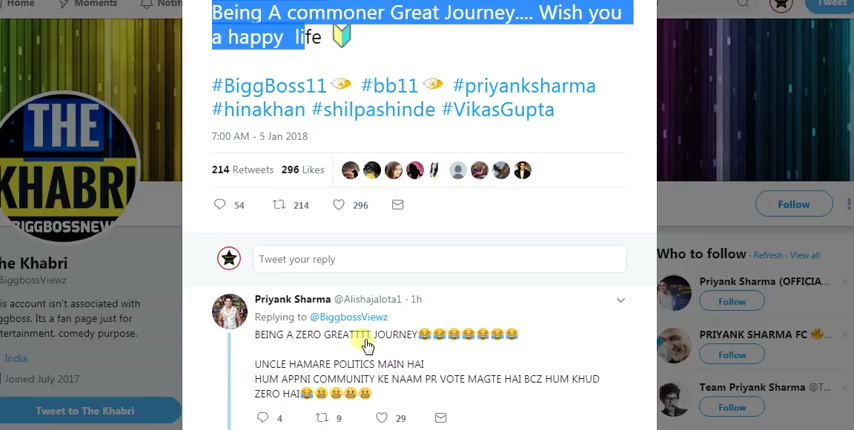 Home
Moments
Tweet
Being A commoner Great Journey.... Wish you
a happy life 🔰
#BiggBoss11 #bb11 #priyanksharma
#hinakhan #shilpashinde #VikasGupta
7:00 AM - 5 Jan 2018
214 Retweets 296 Likes
54 214 296
Tweet your reply
Priyank Sharma @Alishajalota1 · 1h
Replying to @BiggbossViewz
BEING A ZERO GREATTTT JOURNEY😂😂😂😂😂😂😂
UNCLE HAMARE POLITICS MAIN HAI
HUM APPNI COMMUNITY KE NAAM PR VOTE MAGTE HAI BCZ HUM KHUD
ZERO HAI
4 9 29
THE
KHABRI
BIGGBOSSNEW
he Khabri
BiggbossViewz
is account isn't associated with
ggboss. Its a fan page just for
tertainment, comedy purpose.
India
Joined July 2017
Tweet to The Khabri
Follow
Who to follow · Refresh · View all
Priyank Sharma (OFFICIA...
Follow
PRIYANK SHARMA FC
Follow
Team Priyank Sharma @T...
Follow